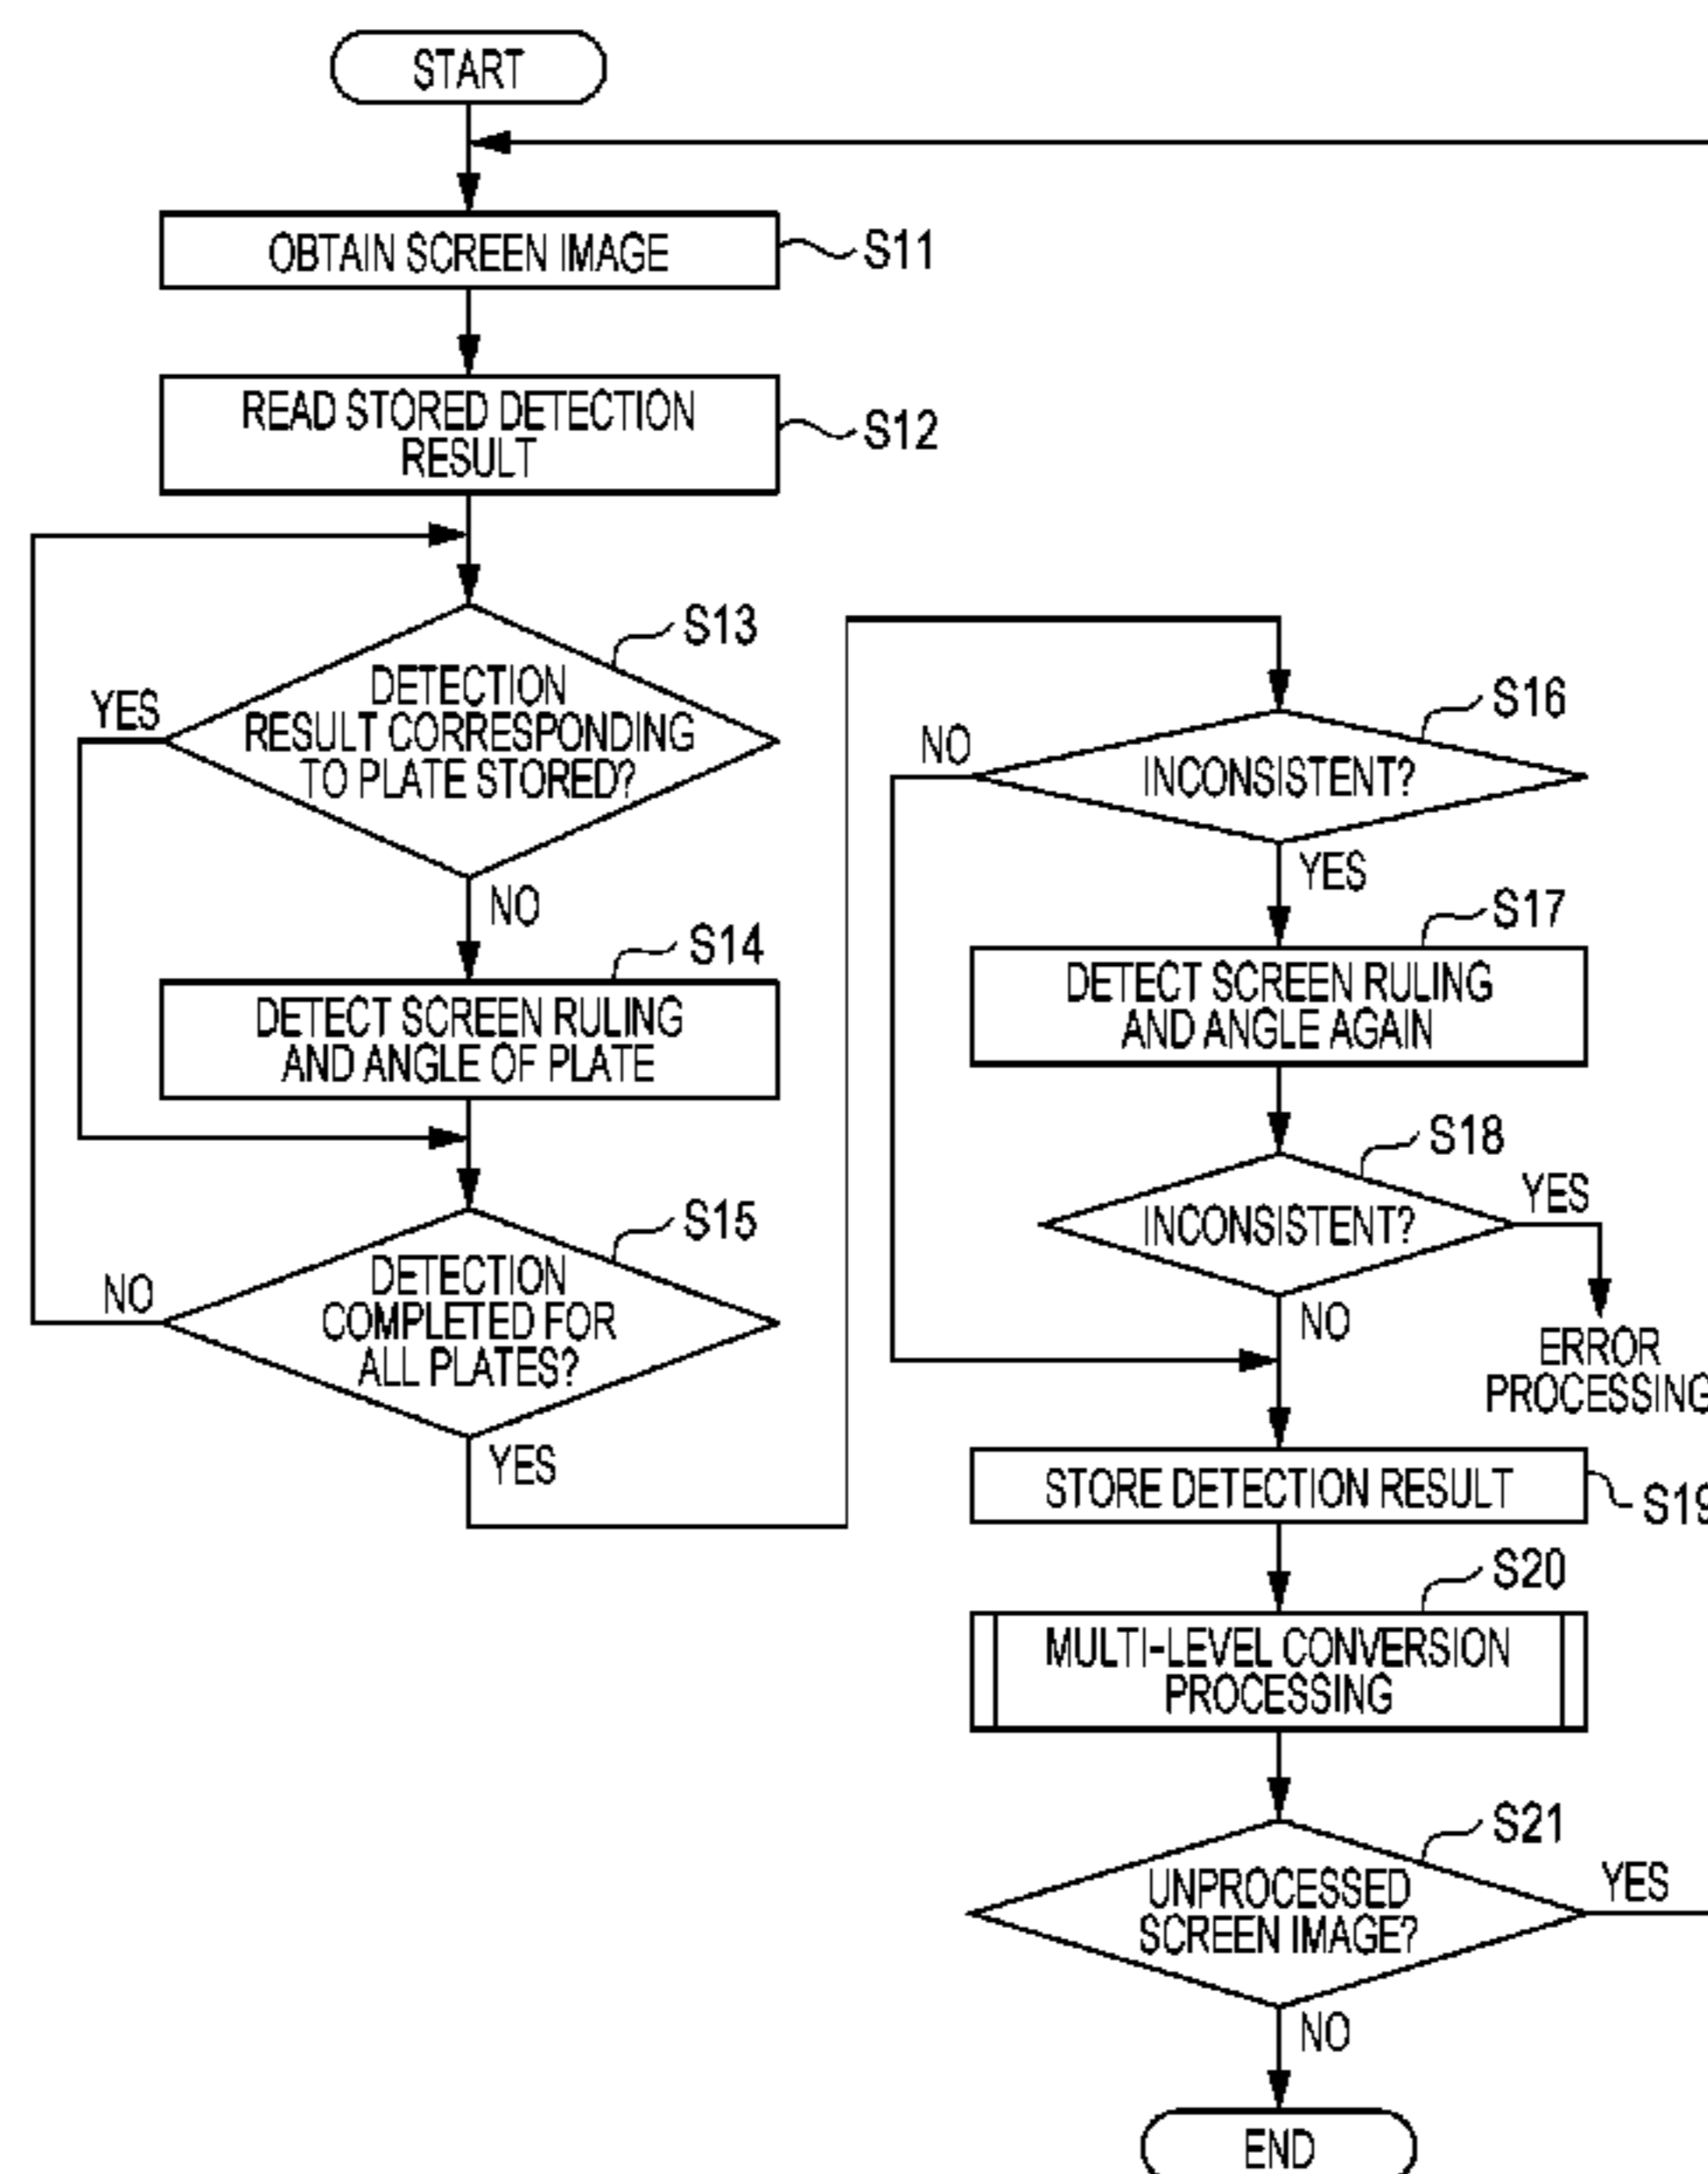 START
OBTAIN SCREEN IMAGE
S11
READ STORED DETECTION
RESULT
S12
S13
DETECTION
RESULT CORRESPONDING
TO PLATE STORED?
YES
NO
S14
DETECT SCREEN RULING
AND ANGLE OF PLATE
S15
DETECTION
COMPLETED FOR
ALL PLATES?
NO
YES
S16
INCONSISTENT?
NO
YES
S17
DETECT SCREEN RULING
AND ANGLE AGAIN
S18
INCONSISTENT?
YES
NO
ERROR
PROCESSING
STORE DETECTION RESULT
S19
S20
MULTI-LEVEL CONVERSION
PROCESSING
S21
UNPROCESSED
SCREEN IMAGE?
YES
NO
END